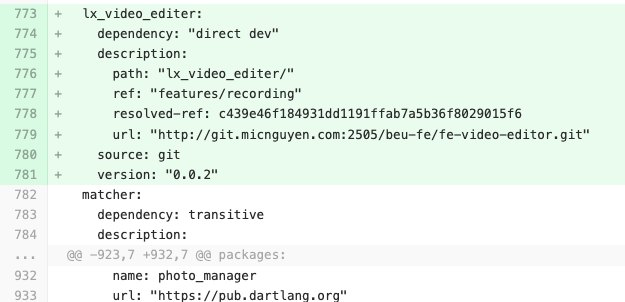 773 + lx_video_editer:
774 + dependency: "direct dev"
775 + description:
776 + path: "lx_video_editer/"
777 + ref: "features/recording"
778 + resolved-ref: c439e46f184931dd1191ffab7a5b36f8029015f6
779 + url: "http://git.micnguyen.com:2505/beu-fe/fe-video-editor.git"
780 + source: git
781 + version: "0.0.2"
782 matcher:
783 dependency: transitive
784 description:
... @@ -923,7 +932,7 @@ packages:
932 name: photo_manager
933 url: "https://pub.dartlang.org"